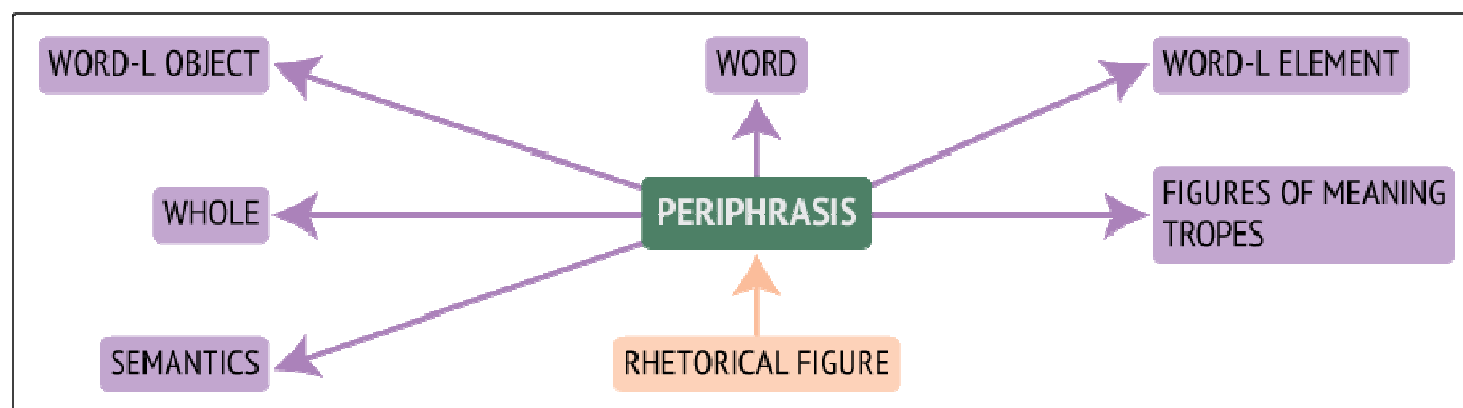 WORD-L OBJECT
WORD
WORD-L ELEMENT
WHOLE
PERIPHRASIS
FIGURES OF MEANING
TROPES
SEMANTICS
RHETORICAL FIGURE